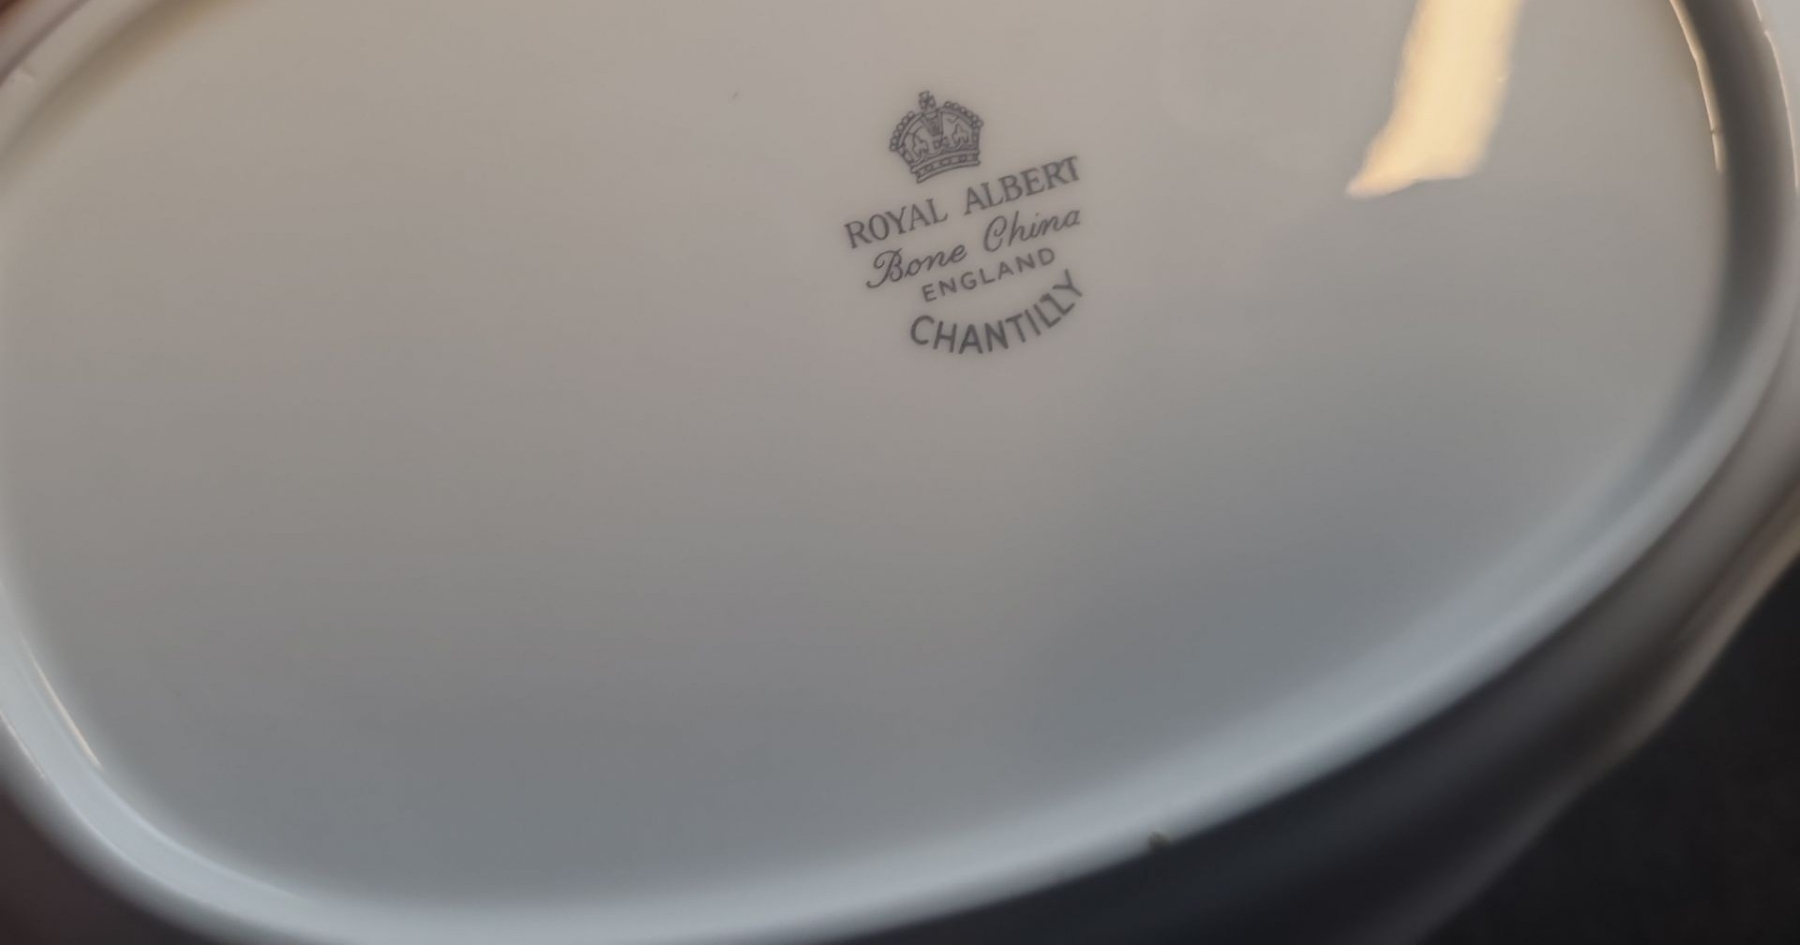 ROYAL ALBERT
Bone China
ENGLAND
CHANTILLY